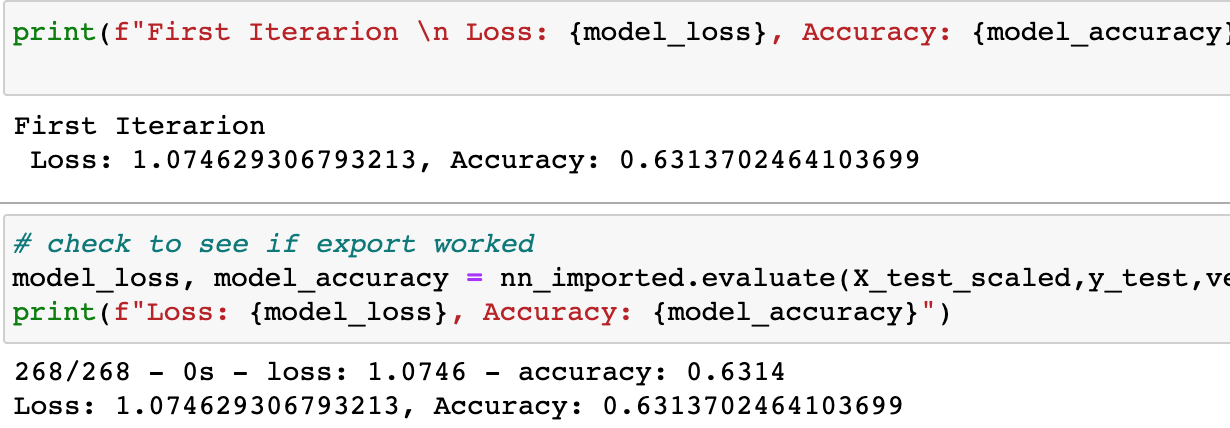 print(f"First Iterarion \n Loss: {model_loss}, Accuracy: {model_accuracy}
First Iterarion
Loss: 1.074629306793213, Accuracy: 0.6313702464103699
# check to see if export worked
model_loss, model_accuracy = nn_imported.evaluate(X_test_scaled,y_test,ve
print(f"Loss: {model_loss}, Accuracy: {model_accuracy}")
268/268 - 0s - loss: 1.0746 - accuracy: 0.6314
Loss: 1.074629306793213, Accuracy: 0.6313702464103699